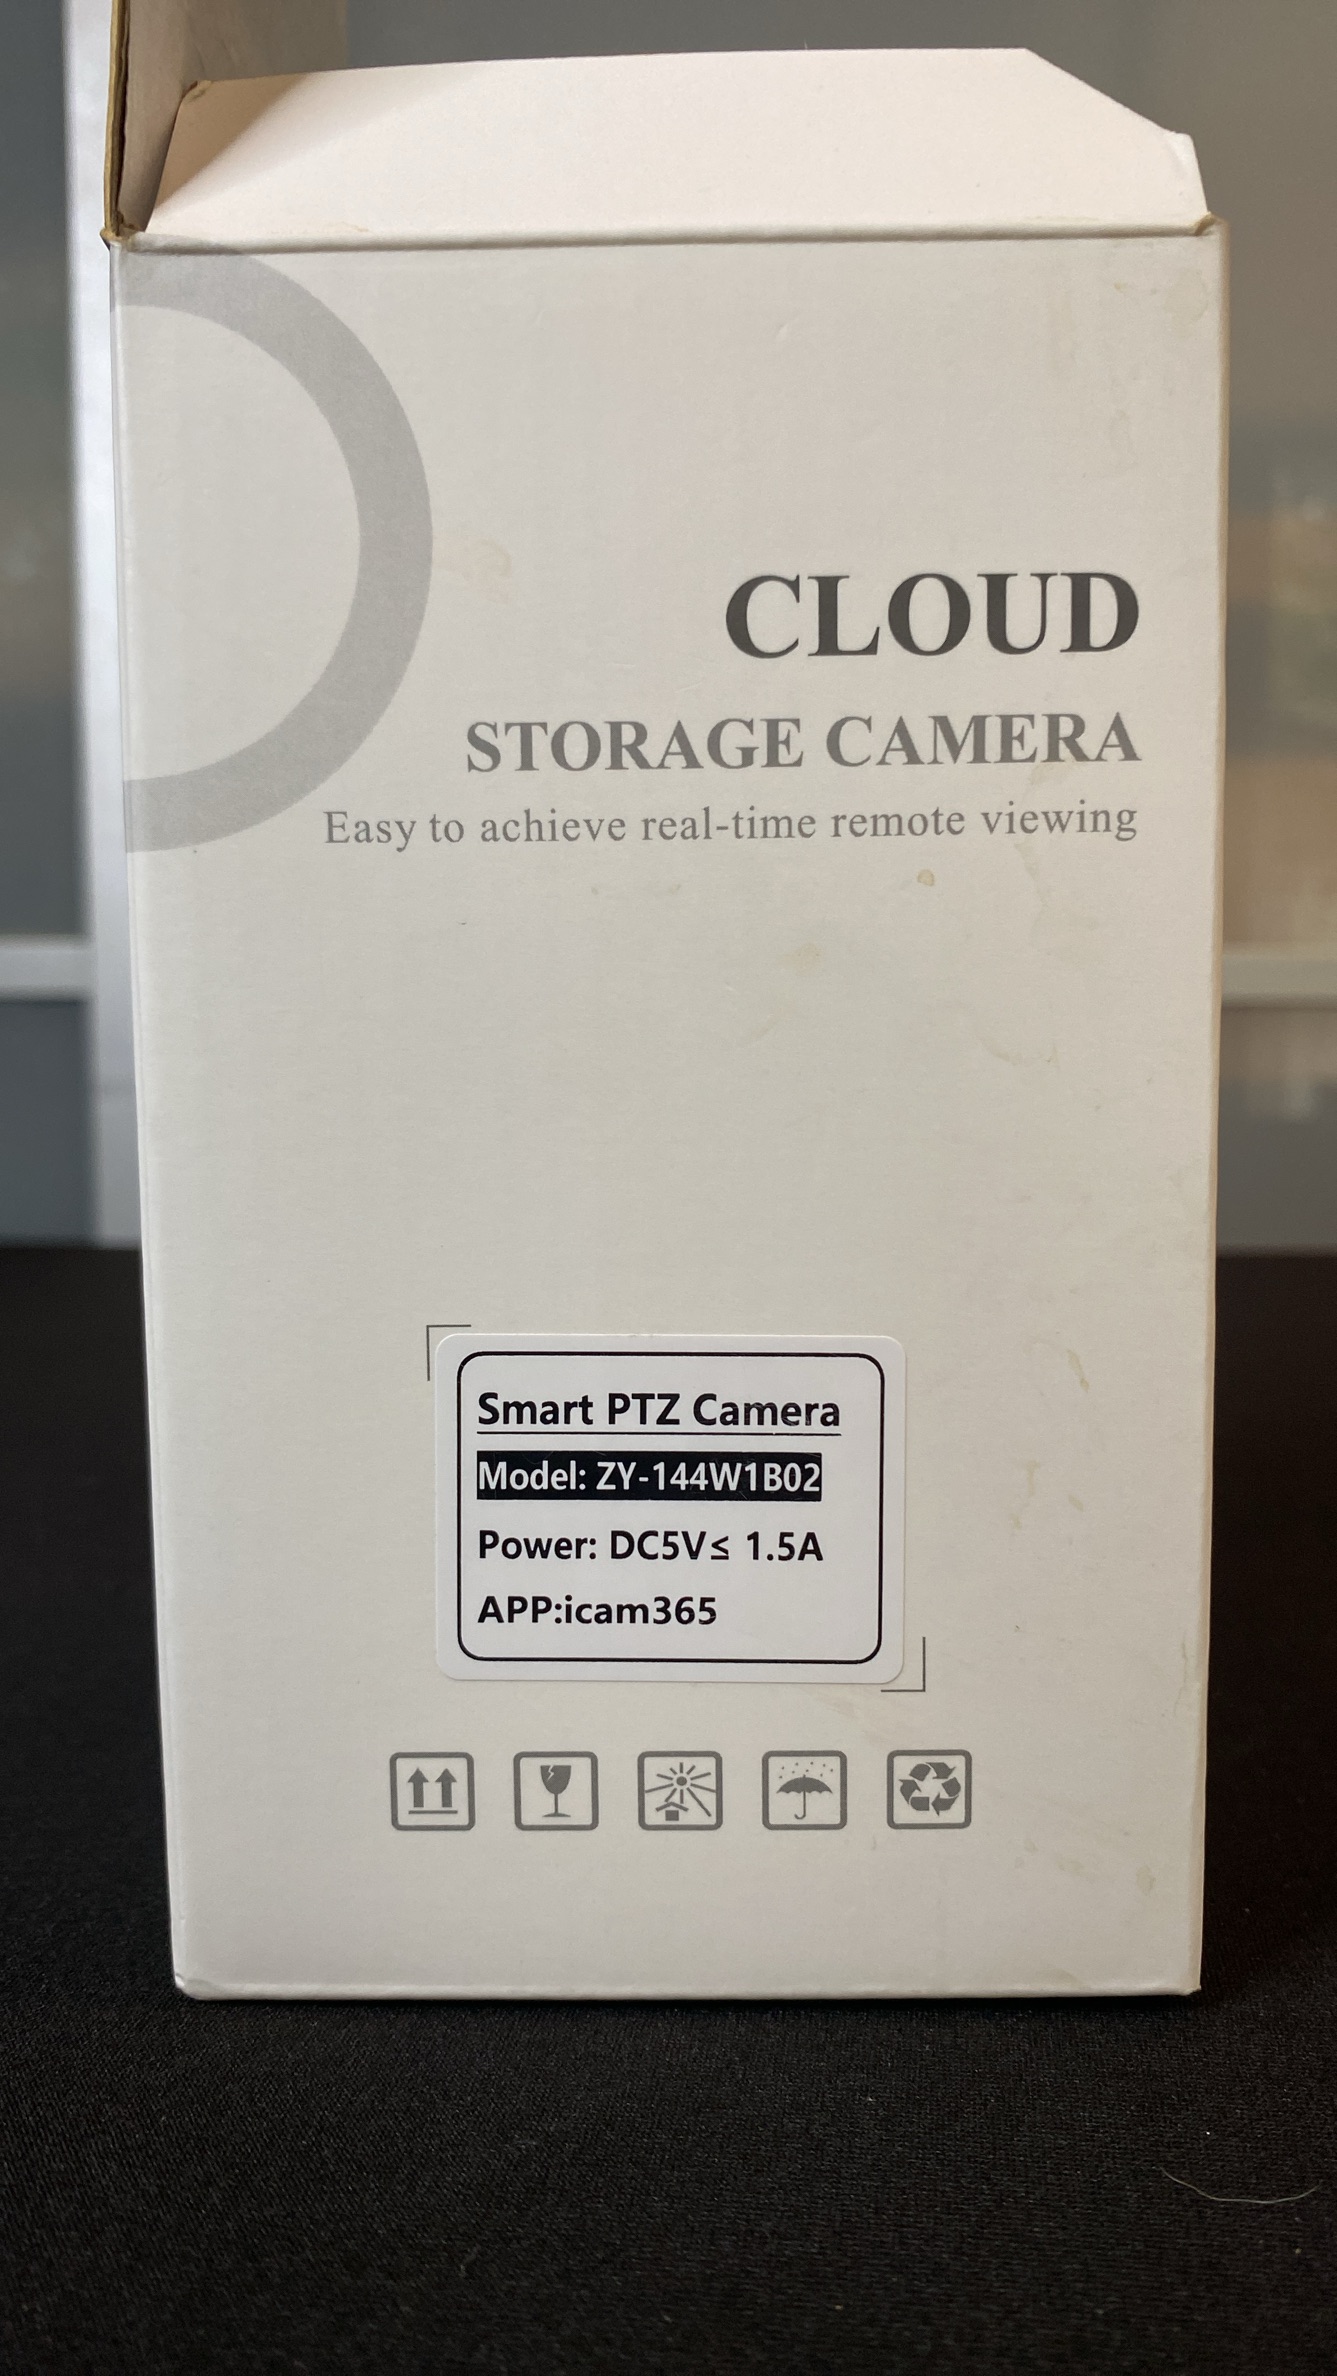 CLOUD
STORAGE CAMERA
Easy to achieve real-time remote viewing
Smart PTZ Camera
Model: ZY-144W1B02
Power: DC5V≤ 1.5A
APP:icam365